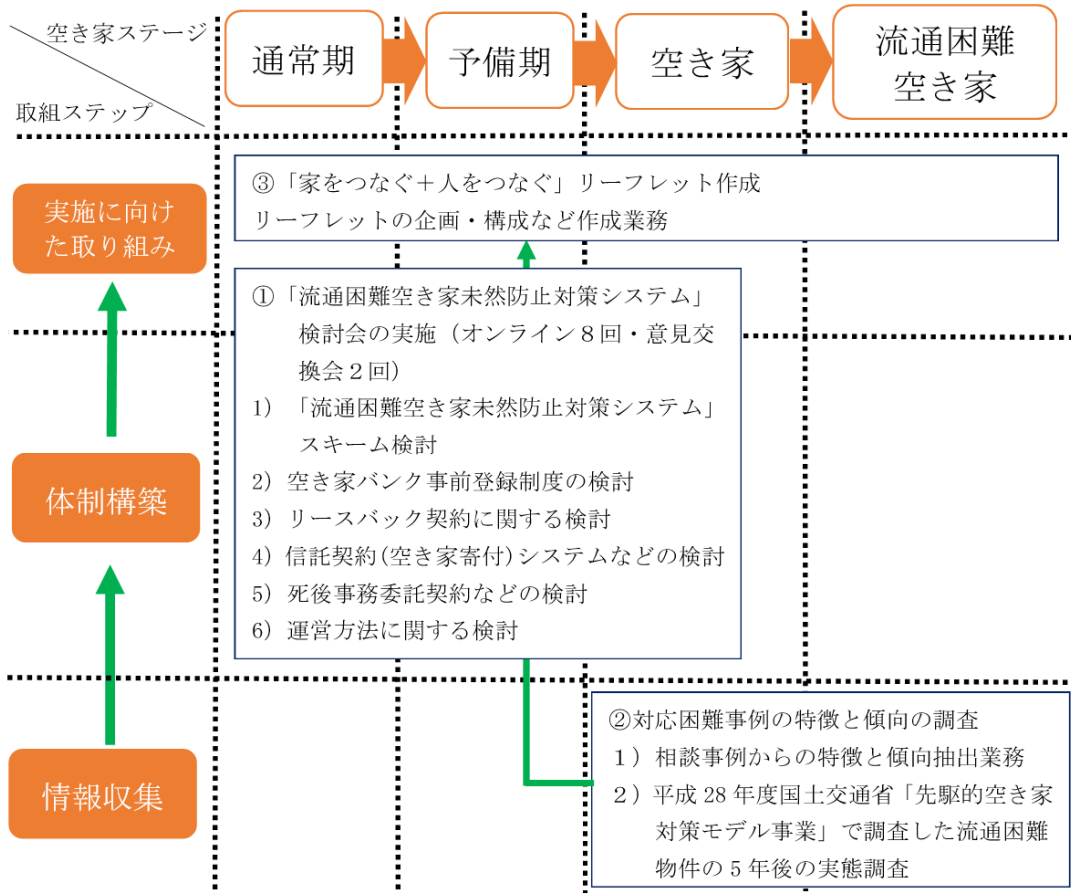 空き家ステージ
取組ステップ
通常期
予備期
空き家
流通困難
空き家
実施に向け
た取り組み
③「家をつなぐ＋人をつなぐ」リーフレット作成
リーフレットの企画・構成など作成業務
体制構築
①「流通困難空き家未然防止対策システム」
検討会の実施（オンライン８回・意見交
換会２回）
1）「流通困難空き家未然防止対策システム」
スキーム検討
2）空き家バンク事前登録制度の検討
3）リースバック契約に関する検討
4）信託契約(空き家寄付)システムなどの検討
5）死後事務委託契約などの検討
6）運営方法に関する検討
情報収集
②対応困難事例の特徴と傾向の調査
１）相談事例からの特徴と傾向抽出業務
２）平成 28 年度国土交通省「先駆的空き家
対策モデル事業」で調査した流通困難
物件の 5 年後の実態調査